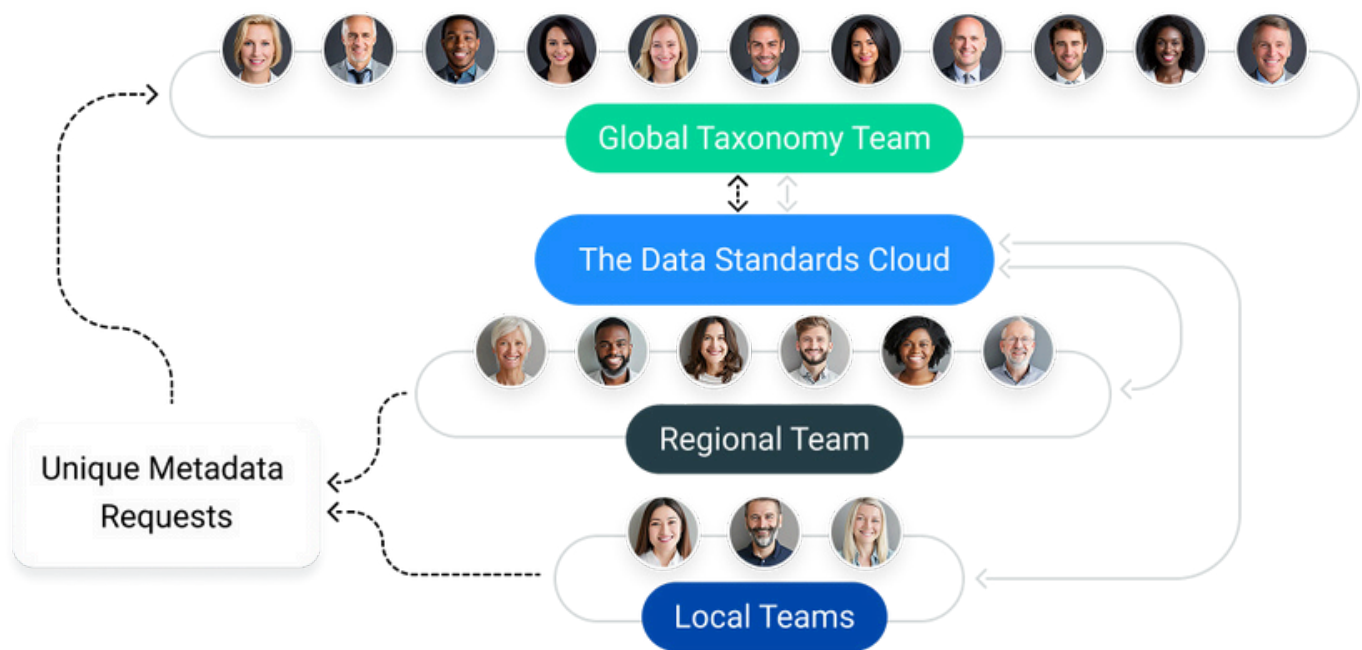 Global Taxonomy Team
The Data Standards Cloud
Regional Team
Unique Metadata
Requests
Local Teams